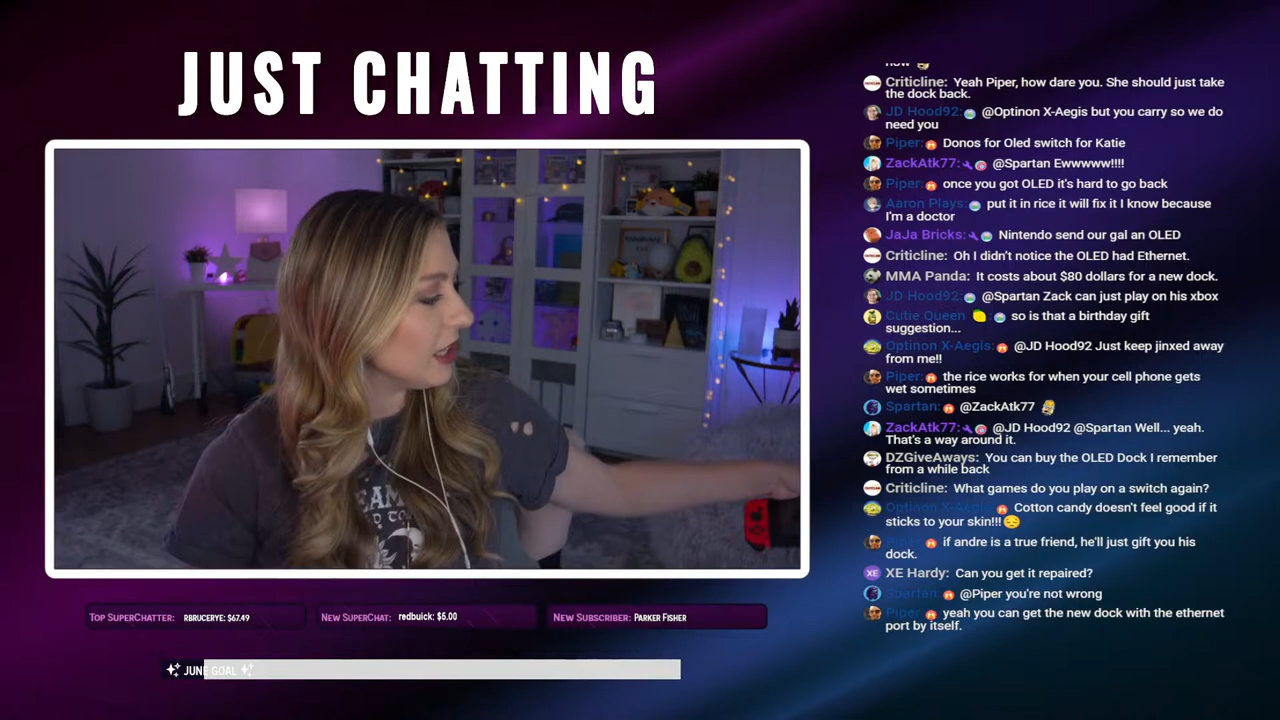 JUST CHATTING
now
Criticline: Yeah Piper, how dare you. She should just take
the dock back.
JD Hood92: @Optinon X-Aegis but you carry so we do
need you
Piper: Donos for Oled switch for Katie
ZackAtk77: @Spartan Ewwwww!!!!
Piper: once you got OLED it's hard to go back
Aaron Plays: put it in rice it will fix it I know because
I'm a doctor
JaJa Bricks: Nintendo send our gal an OLED
Criticline: Oh I didn't notice the OLED had Ethernet.
MMA Panda: It costs about $80 dollars for a new dock.
JD Hood92: @Spartan Zack can just play on his xbox
Cutie Queen so is that a birthday gift
suggestion...
Optinon X-Aegis: @JD Hood92 Just keep jinxed away
from me!!
Piper: the rice works for when your cell phone gets
wet sometimes
Spartan: @ZackAtk77
ZackAtk77: @JD Hood92 @Spartan Well... yeah.
That's a way around it.
DZGiveAways: You can buy the OLED Dock I remember
from a while back
Criticline: What games do you play on a switch again?
Optinon X-Aegis: Cotton candy doesn't feel good if it
sticks to your skin!!!
Piper: if andre is a true friend, he'll just gift you his
dock.
XE XE Hardy: Can you get it repaired?
Spartan: @Piper you're not wrong
Piper: yeah you can get the new dock with the ethernet
port by itself.
TOP SUPERCHATTER: RBRUCERYE: $67.49
NEW SUPERCHAT: redbuick: $5.00
NEW SUBSCRIBER: PARKER FISHER
JUNE GOAL